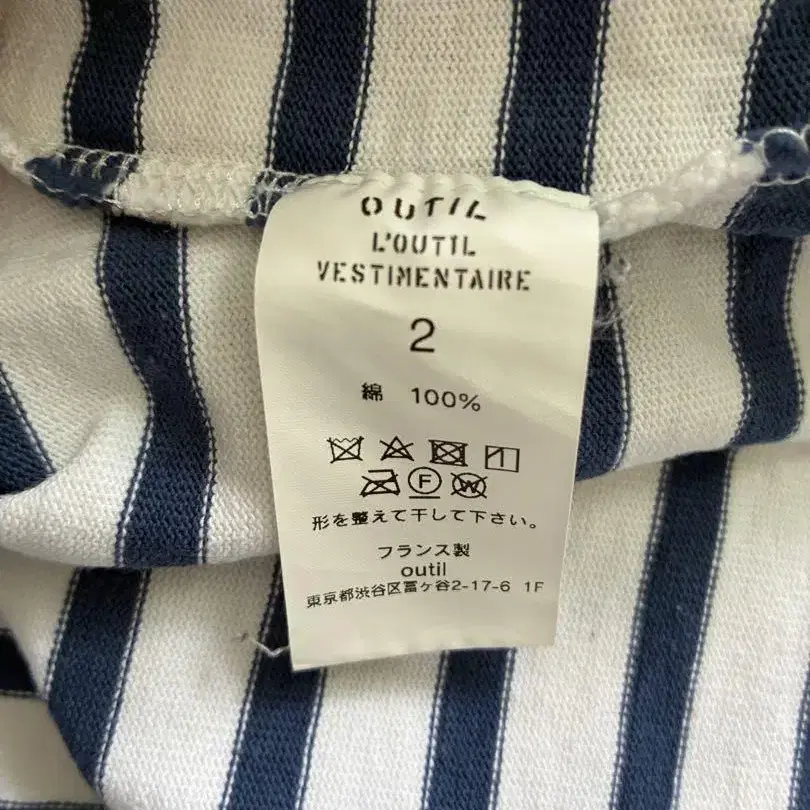 OUTIL
L'OUTIL
VESTIMENTAIRE
2
綿 100%
F W
形を整えて干して下さい。
フランス製
outil
東京都渋谷区富ヶ谷2-17-6 1F